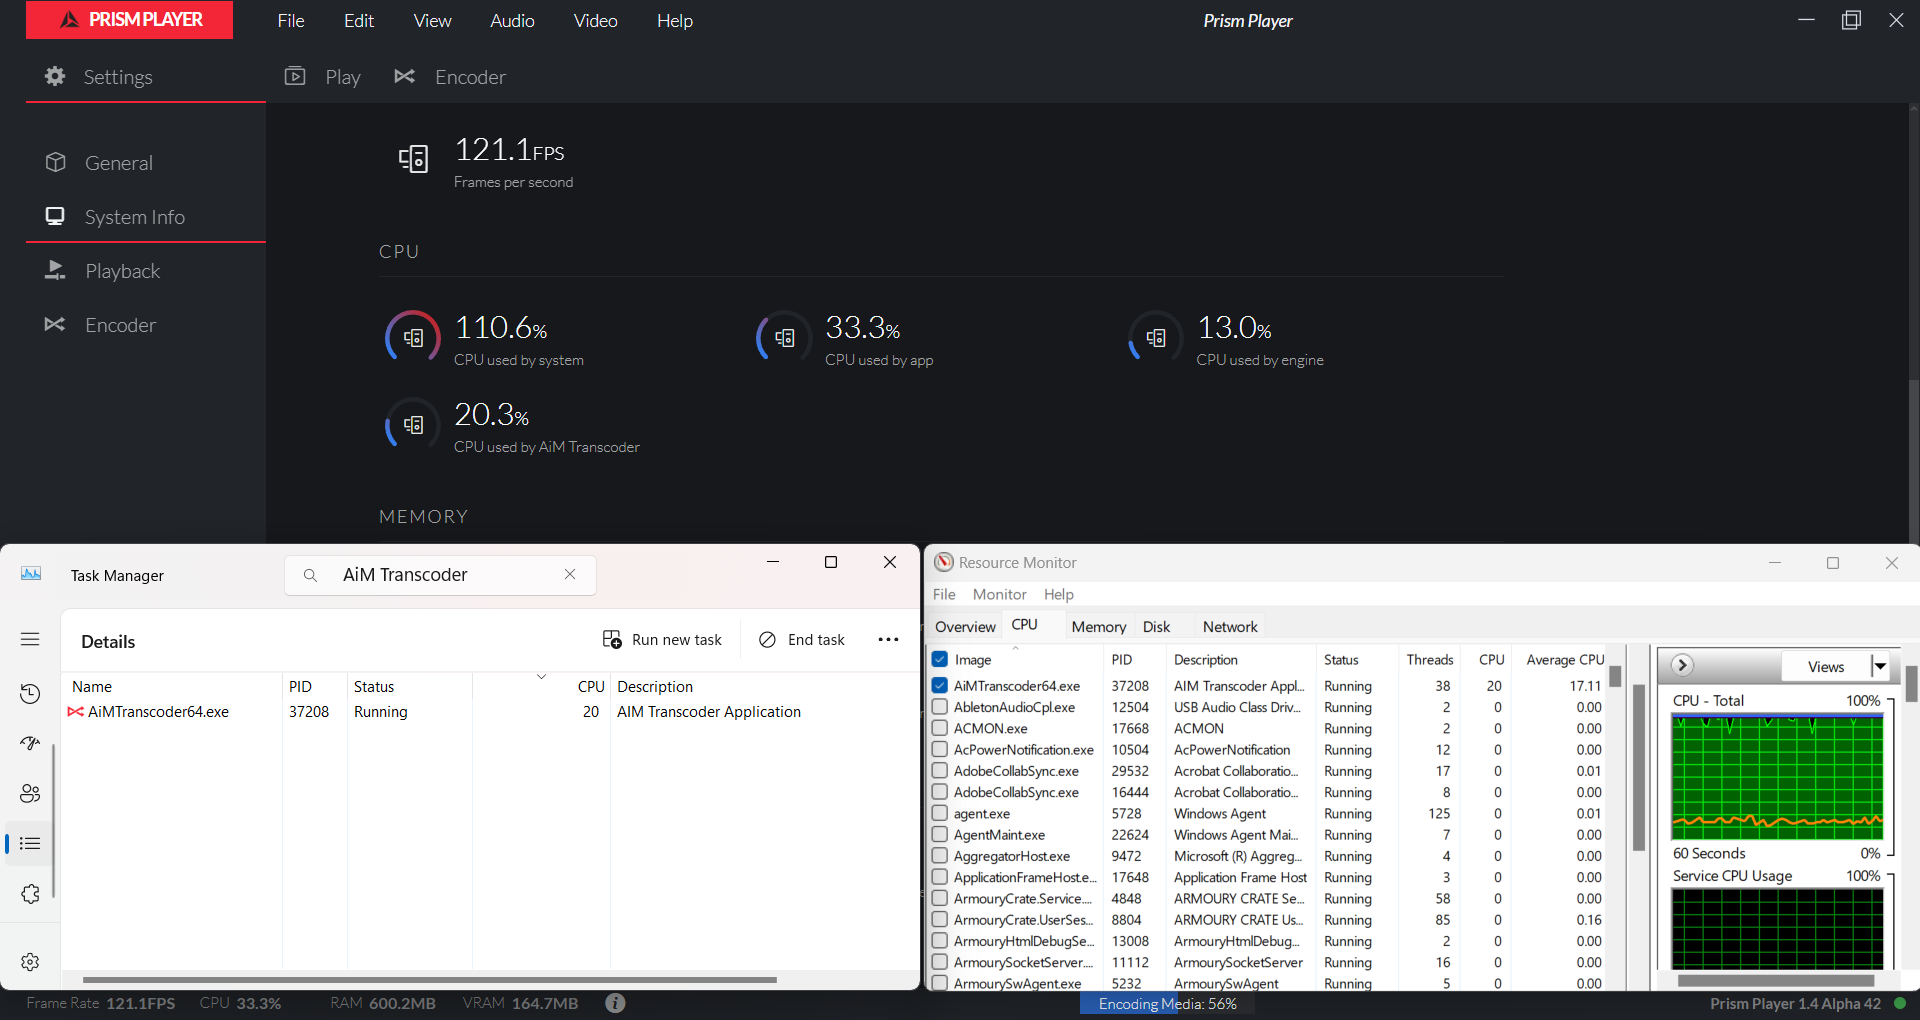 PRISM PLAYER File Edit View Audio Video Help Prism Player
Settings Play Encoder
General
System Info
Playback
Encoder
121.1FPS
Frames per second
CPU
110.6% 33.3% 13.0%
CPU used by system CPU used by app CPU used by engine
20.3%
CPU used by AiM Transcoder
MEMORY
Task Manager AiM Transcoder
Details Run new task End task
Name PID Status CPU Description
AiMTranscoder64.exe 37208 Running 20 AIM Transcoder Application
Resource Monitor
File Monitor Help
Overview CPU Memory Disk Network
Image PID Description Status Threads CPU Average CPU
AiMTranscoder64.exe 37208 AIM Transcoder Appl... Running 38 20 17.11
AbletonAudioCpl.exe 12504 USB Audio Class Driv... Running 2 0 0.00
ACMON.exe 17668 ACMON Running 2 0 0.00
AcPowerNotification.exe 10504 AcPowerNotification Running 12 0 0.00
AdobeCollabSync.exe 29532 Acrobat Collaboratio... Running 17 0 0.01
AdobeCollabSync.exe 16444 Acrobat Collaboratio... Running 8 0 0.00
agent.exe 5728 Windows Agent Running 125 0 0.01
AgentMaint.exe 22624 Windows Agent Mai... Running 7 0 0.00
AggregatorHost.exe 9472 Microsoft (R) Aggreg... Running 4 0 0.00
ApplicationFrameHost.e... 17648 Application Frame Host Running 3 0 0.00
ArmouryCrate.Service.... 4848 ARMOURY CRATE Se... Running 58 0 0.00
ArmouryCrate.UserSes... 8804 ARMOURY CRATE Us... Running 85 0 0.16
ArmouryHtmlDebugSe... 13008 ArmouryHtmlDebug... Running 2 0 0.00
ArmourySocketServer.... 11112 ArmourySocketServer Running 16 0 0.00
ArmourySwAgent.exe 5232 ArmourySwAgent Running 5 0 0.00
Views
CPU - Total 100%
60 Seconds 0%
Service CPU Usage 100%
Frame Rate 121.1FPS CPU 33.3% RAM 600.2MB VRAM 164.7MB Encoding Media: 56% Prism Player 1.4 Alpha 42